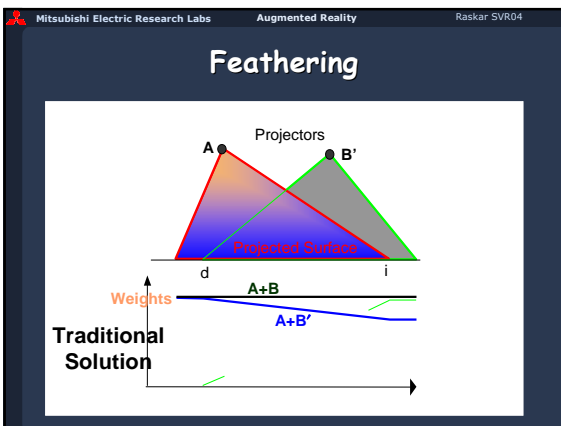 Mitsubishi Electric Research Labs Augmented Reality Raskar SVR04
Feathering
Projectors
A B’
Projected Surface
d i
A+B
Weights
A+B′
Traditional
Solution